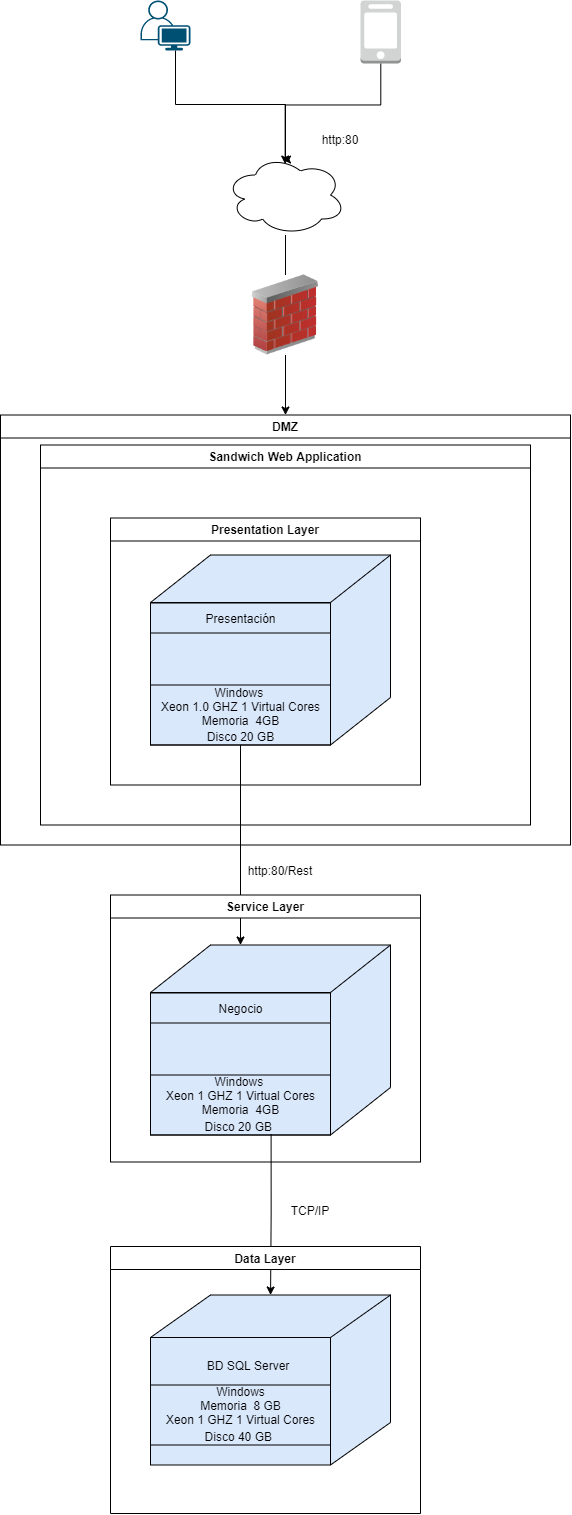 http:80
DMZ
Sandwich Web Application
Presentation Layer
Presentación
Windows
Xeon 1.0 GHZ 1 Virtual Cores
Memoria 4GB
Disco 20 GB
http:80/Rest
Service Layer
Negocio
Windows
Xeon 1 GHZ 1 Virtual Cores
Memoria 4GB
Disco 20 GB
TCP/IP
Data Layer
BD SQL Server
Windows
Memoria 8 GB
Xeon 1 GHZ 1 Virtual Cores
Disco 40 GB